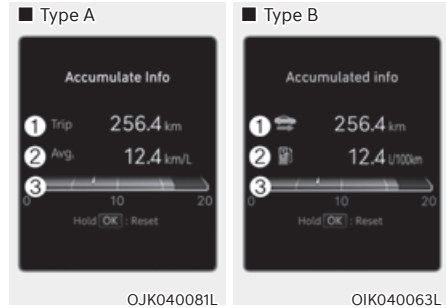 ■ Type A
Accumulate Info
① Trip 256.4 km
② Avg. 12.4 km/L
③
0 10 20
Hold OK : Reset
OJK040081L
■ Type B
Accumulated info
① 256.4 km
② 12.4 L/100km
③
0 10 20
Hold OK : Reset
OIK040063L